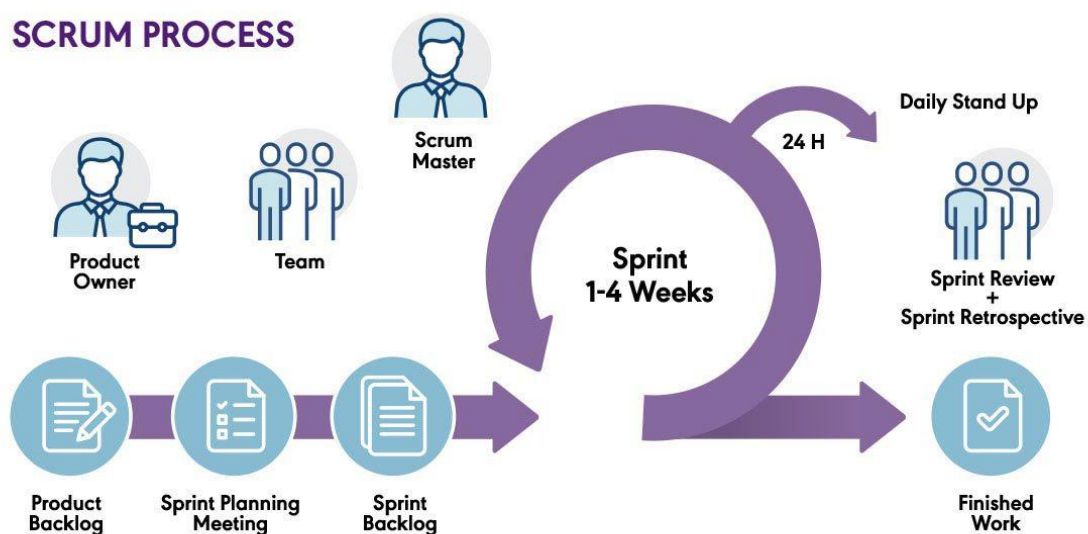 SCRUM PROCESS
Scrum
Master
Product
Owner
Team
Daily Stand Up
24 H
Sprint
1-4 Weeks
Sprint Review
+
Sprint Retrospective
Product
Backlog
Sprint Planning
Meeting
Sprint
Backlog
Finished
Work